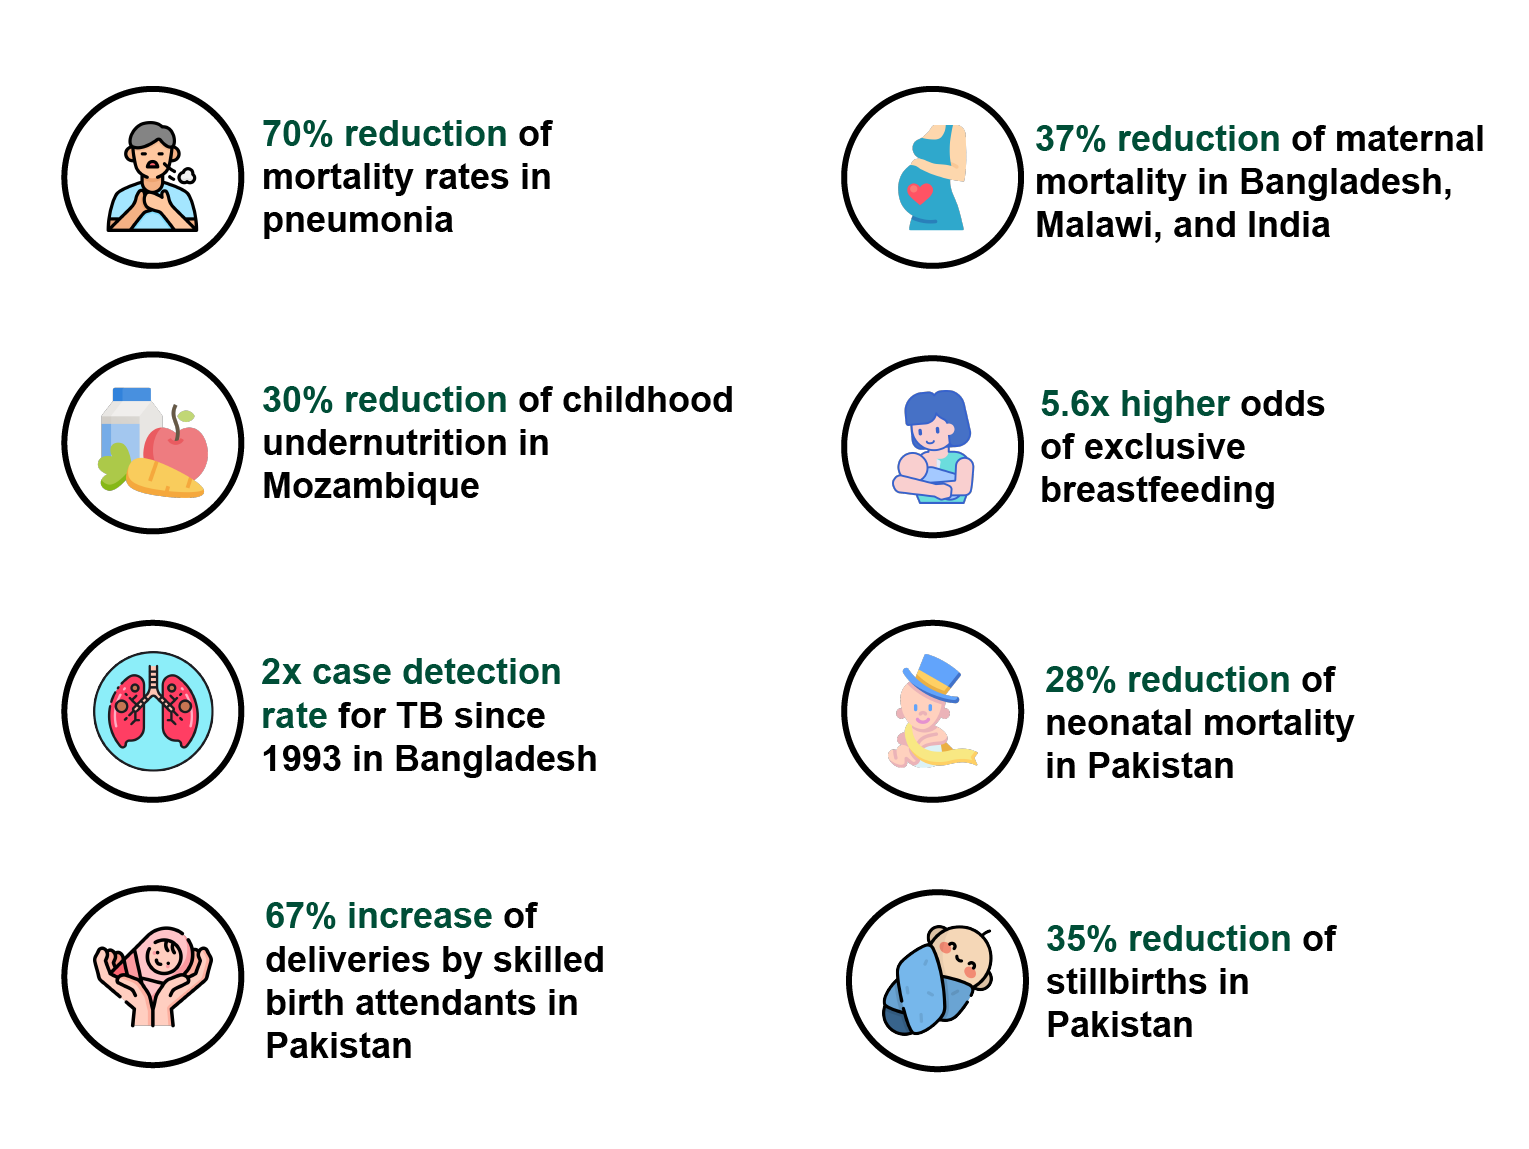 70% reduction of
mortality rates in
pneumonia
37% reduction of maternal
mortality in Bangladesh,
Malawi, and India
30% reduction of childhood
undernutrition in
Mozambique
5.6x higher odds
of exclusive
breastfeeding
2x case detection
rate for TB since
1993 in Bangladesh
28% reduction of
neonatal mortality
in Pakistan
67% increase of
deliveries by skilled
birth attendants in
Pakistan
35% reduction of
stillbirths in
Pakistan